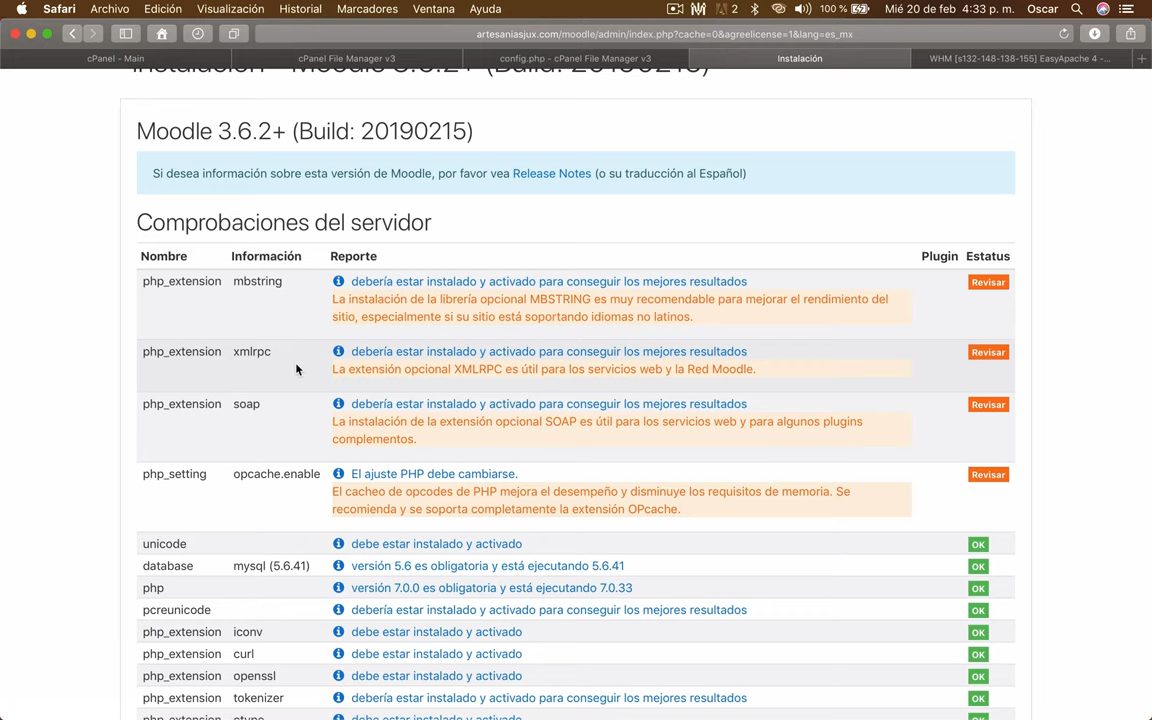 Safari Archivo Edición Visualización Historial Marcadores Ventana Ayuda 2 100 % Mié 20 de feb 4:33 p. m. Oscar
artesaniasjux.com/moodle/admin/index.php?cache=0&agreelicense=1&lang=es_mx
cPanel - Main cPanel File Manager v3 config.php - cPanel File Manager v3 Instalación WHM [s132-148-138-155] EasyApache 4 -...
Instalación - Moodle 3.6.2+ (Build: 20190215)
Moodle 3.6.2+ (Build: 20190215)
Si desea información sobre esta versión de Moodle, por favor vea Release Notes (o su traducción al Español)
Comprobaciones del servidor
Nombre Información Reporte Plugin Estatus
php_extension mbstring debería estar instalado y activado para conseguir los mejores resultados Revisar
La instalación de la librería opcional MBSTRING es muy recomendable para mejorar el rendimiento del
sitio, especialmente si su sitio está soportando idiomas no latinos.
php_extension xmlrpc debería estar instalado y activado para conseguir los mejores resultados Revisar
La extensión opcional XMLRPC es útil para los servicios web y la Red Moodle.
php_extension soap debería estar instalado y activado para conseguir los mejores resultados Revisar
La instalación de la extensión opcional SOAP es útil para los servicios web y para algunos plugins
complementos.
php_setting opcache.enable El ajuste PHP debe cambiarse. Revisar
El cacheo de opcodes de PHP mejora el desempeño y disminuye los requisitos de memoria. Se
recomienda y se soporta completamente la extensión OPcache.
unicode debe estar instalado y activado OK
database mysql (5.6.41) versión 5.6 es obligatoria y está ejecutando 5.6.41 OK
php versión 7.0.0 es obligatoria y está ejecutando 7.0.33 OK
pcreunicode debería estar instalado y activado para conseguir los mejores resultados OK
php_extension iconv debe estar instalado y activado OK
php_extension curl debe estar instalado y activado OK
php_extension openssl debe estar instalado y activado OK
php_extension tokenizer debería estar instalado y activado para conseguir los mejores resultados OK
php_extension ctype debe estar instalado y activado OK